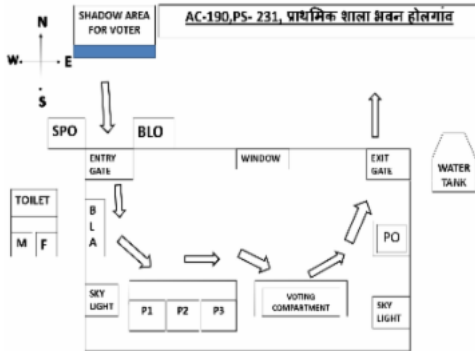 SHADOW AREA
FOR VOTER
AC-190,PS- 231, प्राथमिक शाला भवन होलगांव
N
W
E
S
SPO
BLO
ENTRY
GATE
WINDOW
EXIT
GATE
WATER
TANK
TOILET
M
F
B
L
A
PO
SKY
LIGHT
P1
P2
P3
VOTING
COMPARTMENT
SKY
LIGHT